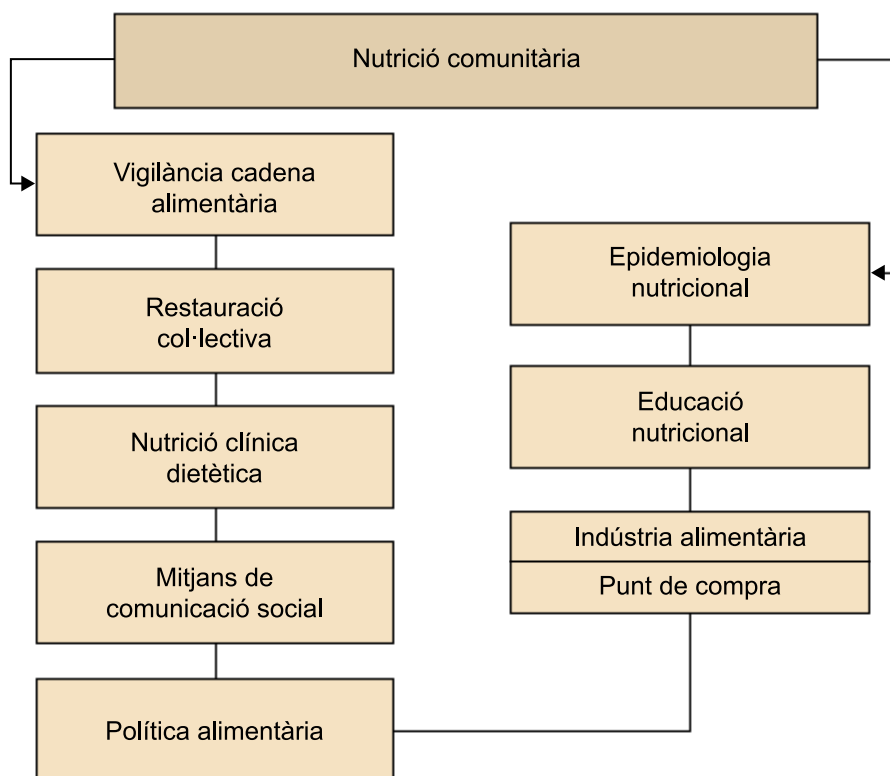 Nutrició comunitària
Vigilància cadena
alimentària
Restauració
col·lectiva
Nutrició clínica
dietètica
Mitjans de
comunicació social
Política alimentària
Epidemiologia
nutricional
Educació
nutricional
Indústria alimentària
Punt de compra